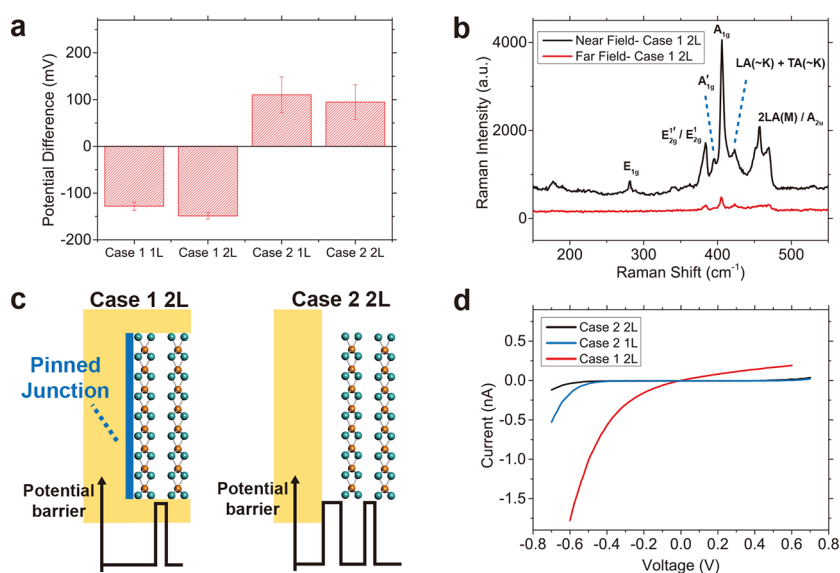 a
Potential Difference (mV)
200
100
0
-100
-200
Case 1 1L
Case 1 2L
Case 2 1L
Case 2 2L
b
Near Field- Case 1 2L
Far Field- Case 1 2L
A1g
A'1g
LA(~K) + TA(~K)
E1'2g / E12g
2LA(M) / A2u
E1g
Raman Intensity (a.u.)
4000
2000
0
200
300
400
500
Raman Shift (cm-1)
c
Case 1 2L
Case 2 2L
Pinned
Junction
Potential
barrier
Potential
barrier
d
Case 2 2L
Case 2 1L
Case 1 2L
Current (nA)
0.5
0.0
-0.5
-1.0
-1.5
-0.8
-0.6
-0.4
-0.2
0.0
0.2
0.4
0.6
0.8
Voltage (V)